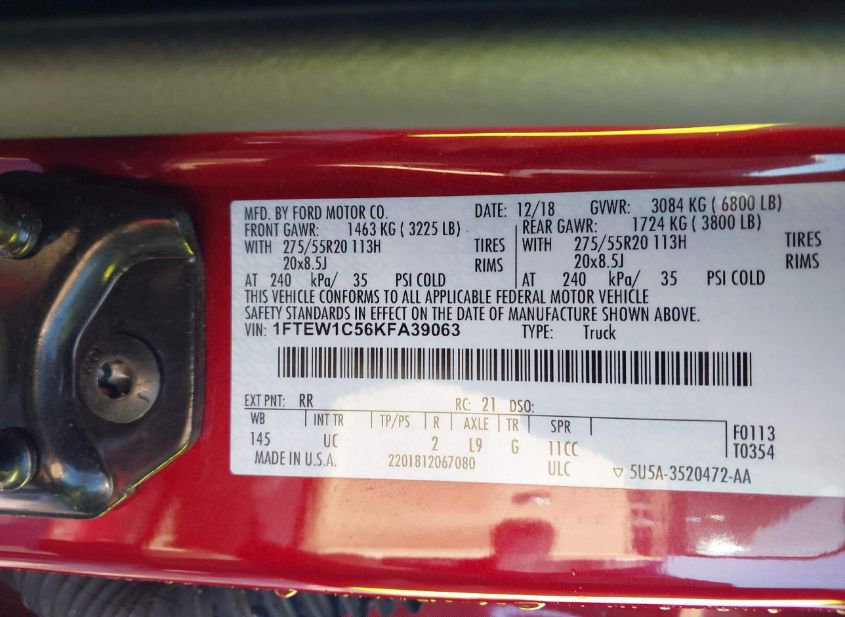 MFD. BY FORD MOTOR CO. DATE: 12/18 GVWR: 3084 KG ( 6800 LB)
FRONT GAWR: 1463 KG ( 3225 LB) REAR GAWR: 1724 KG ( 3800 LB)
WITH 275/55R20 113H TIRES WITH 275/55R20 113H TIRES
20x8.5J RIMS 20x8.5J RIMS
AT 240 kPa/ 35 PSI COLD AT 240 kPa/ 35 PSI COLD
THIS VEHICLE CONFORMS TO ALL APPLICABLE FEDERAL MOTOR VEHICLE
SAFETY STANDARDS IN EFFECT ON THE DATE OF MANUFACTURE SHOWN ABOVE.
VIN: 1FTEW1C56KFA39063 TYPE: Truck
EXT PNT: RR RC: 21 DSO:
WB INT TR TP/PS R AXLE TR SPR
145 UC 2 L9 G 11CC
F0113
T0354
MADE IN U.S.A. 2201812067080 ULC ▽ 5U5A-3520472-AA